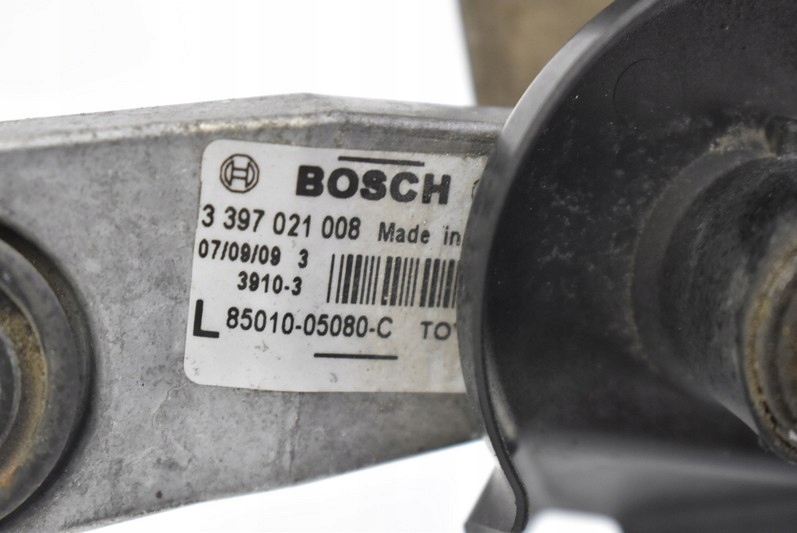 BOSCH
3 397 021 008 Made in
07/09/09 3
3910-3
L 85010-05080-C